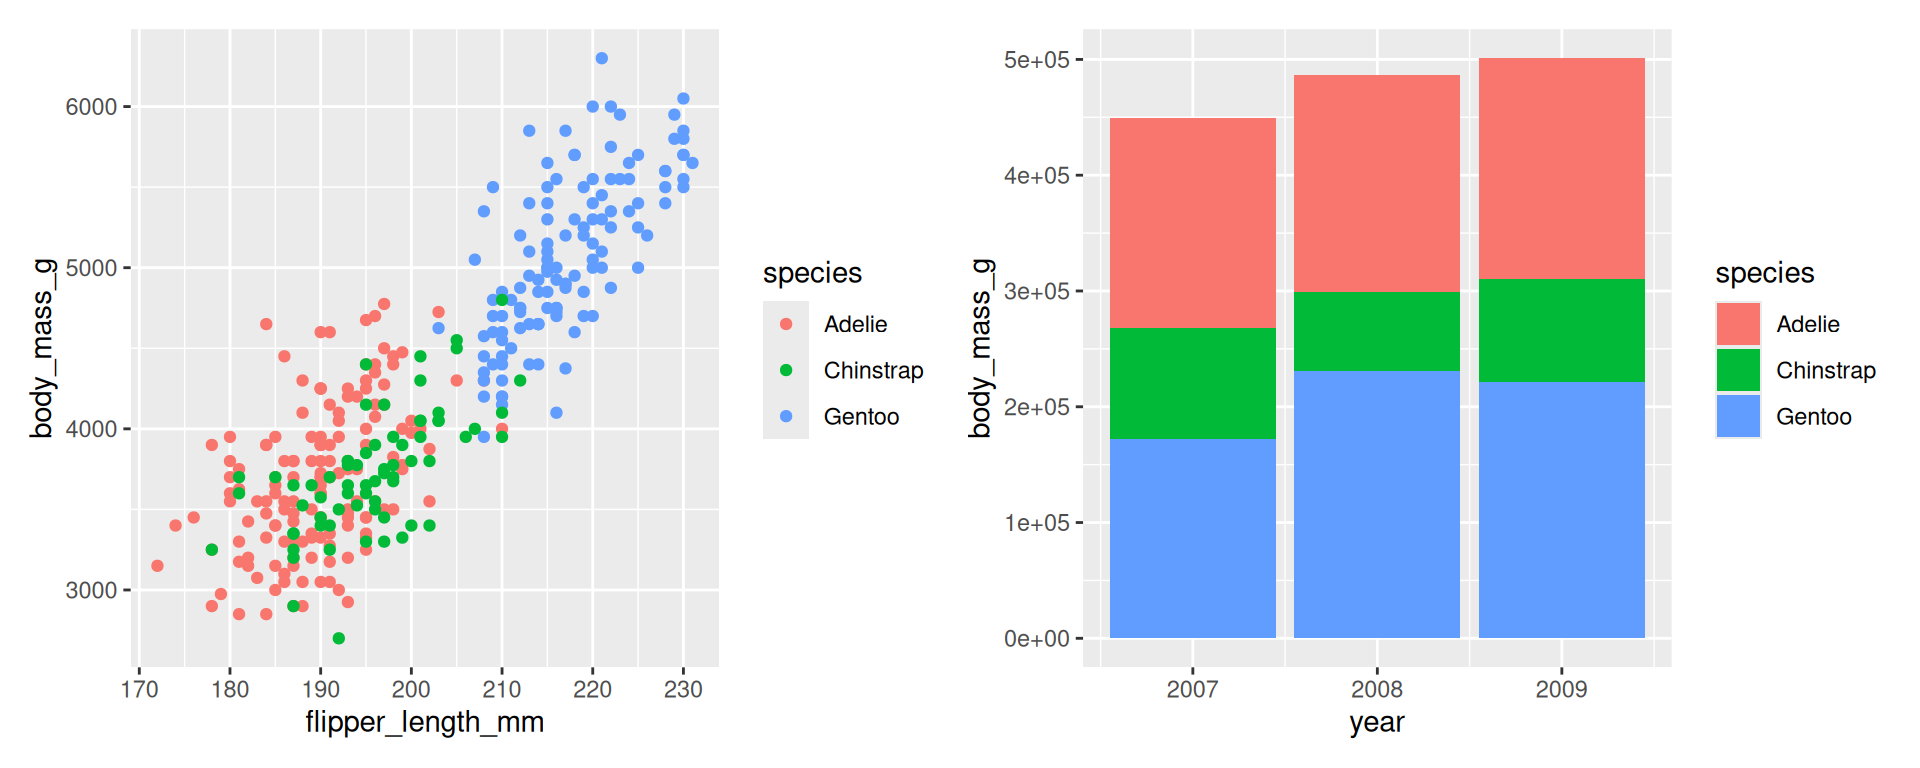 body_mass_g
6000
5000
4000
3000
170 180 190 200 210 220 230
flipper_length_mm
species
Adelie
Chinstrap
Gentoo
body_mass_g
5e+05
4e+05
3e+05
2e+05
1e+05
0e+00
2007 2008 2009
year
species
Adelie
Chinstrap
Gentoo